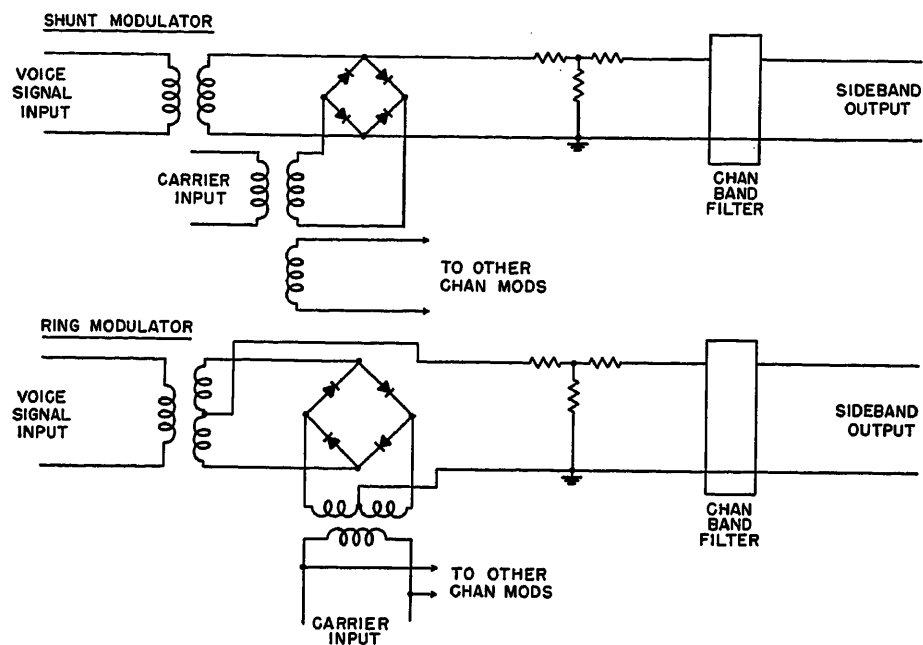 SHUNT MODULATOR
VOICE
SIGNAL
INPUT
CARRIER
INPUT
TO OTHER
CHAN MODS
CHAN
BAND
FILTER
SIDEBAND
OUTPUT
RING MODULATOR
VOICE
SIGNAL
INPUT
TO OTHER
CHAN MODS
CARRIER
INPUT
CHAN
BAND
FILTER
SIDEBAND
OUTPUT